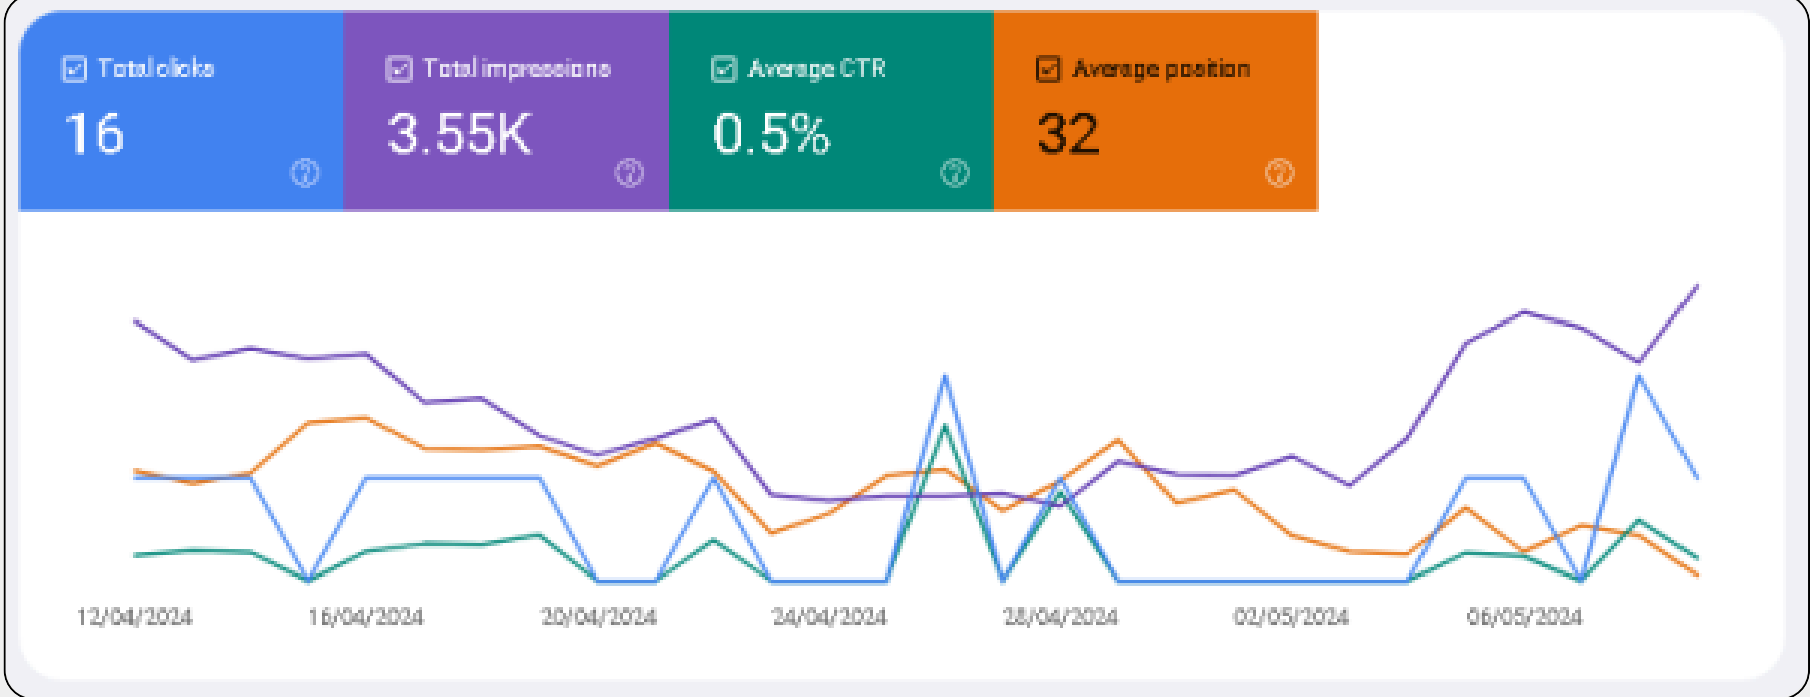 Total clicks
16
Total impressions
3.55K
Average CTR
0.5%
Average position
32
12/04/2024 16/04/2024 20/04/2024 24/04/2024 28/04/2024 02/05/2024 06/05/2024